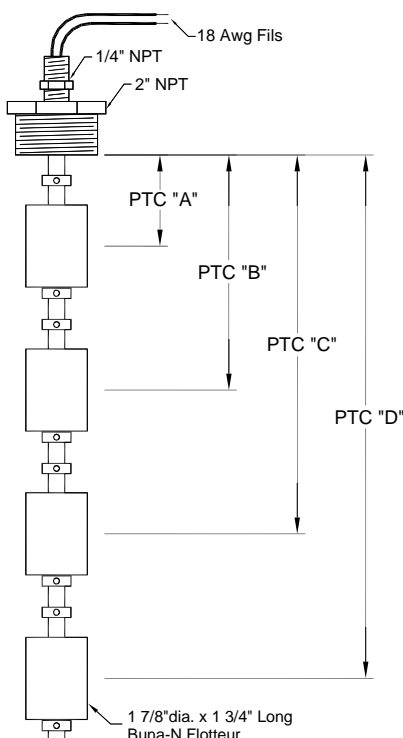 18 Awg Fils
1/4" NPT
2" NPT
PTC "A"
PTC "B"
PTC "C"
PTC "D"
1 7/8"dia. x 1 3/4" Long
Buna-N Flotteur